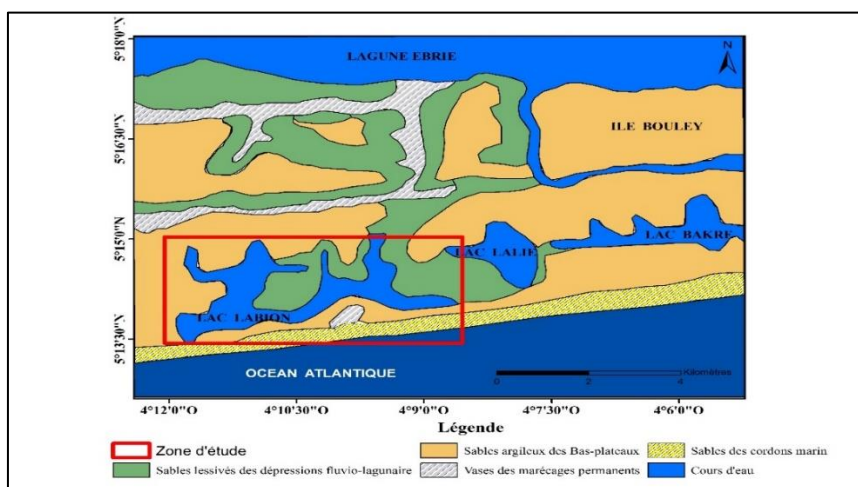 5°18'0"N
LAGUNE EBRIE
N
5°16'30"N
ILE BOULEY
5°15'0"N
LAC BAKRE
LAC LALIE
LAC LABION
5°13'30"N
OCEAN ATLANTIQUE
Kilomètres
0 2 4
4°12'0"O 4°10'30"O 4°9'0"O 4°7'30"O 4°6'0"O
Légende
Zone d'étude Sables argileux des Bas-plateaux Sables des cordons marin
Sables lessivés des dépressions fluvio-lagunaire Vases des marécages permanents Cours d'eau